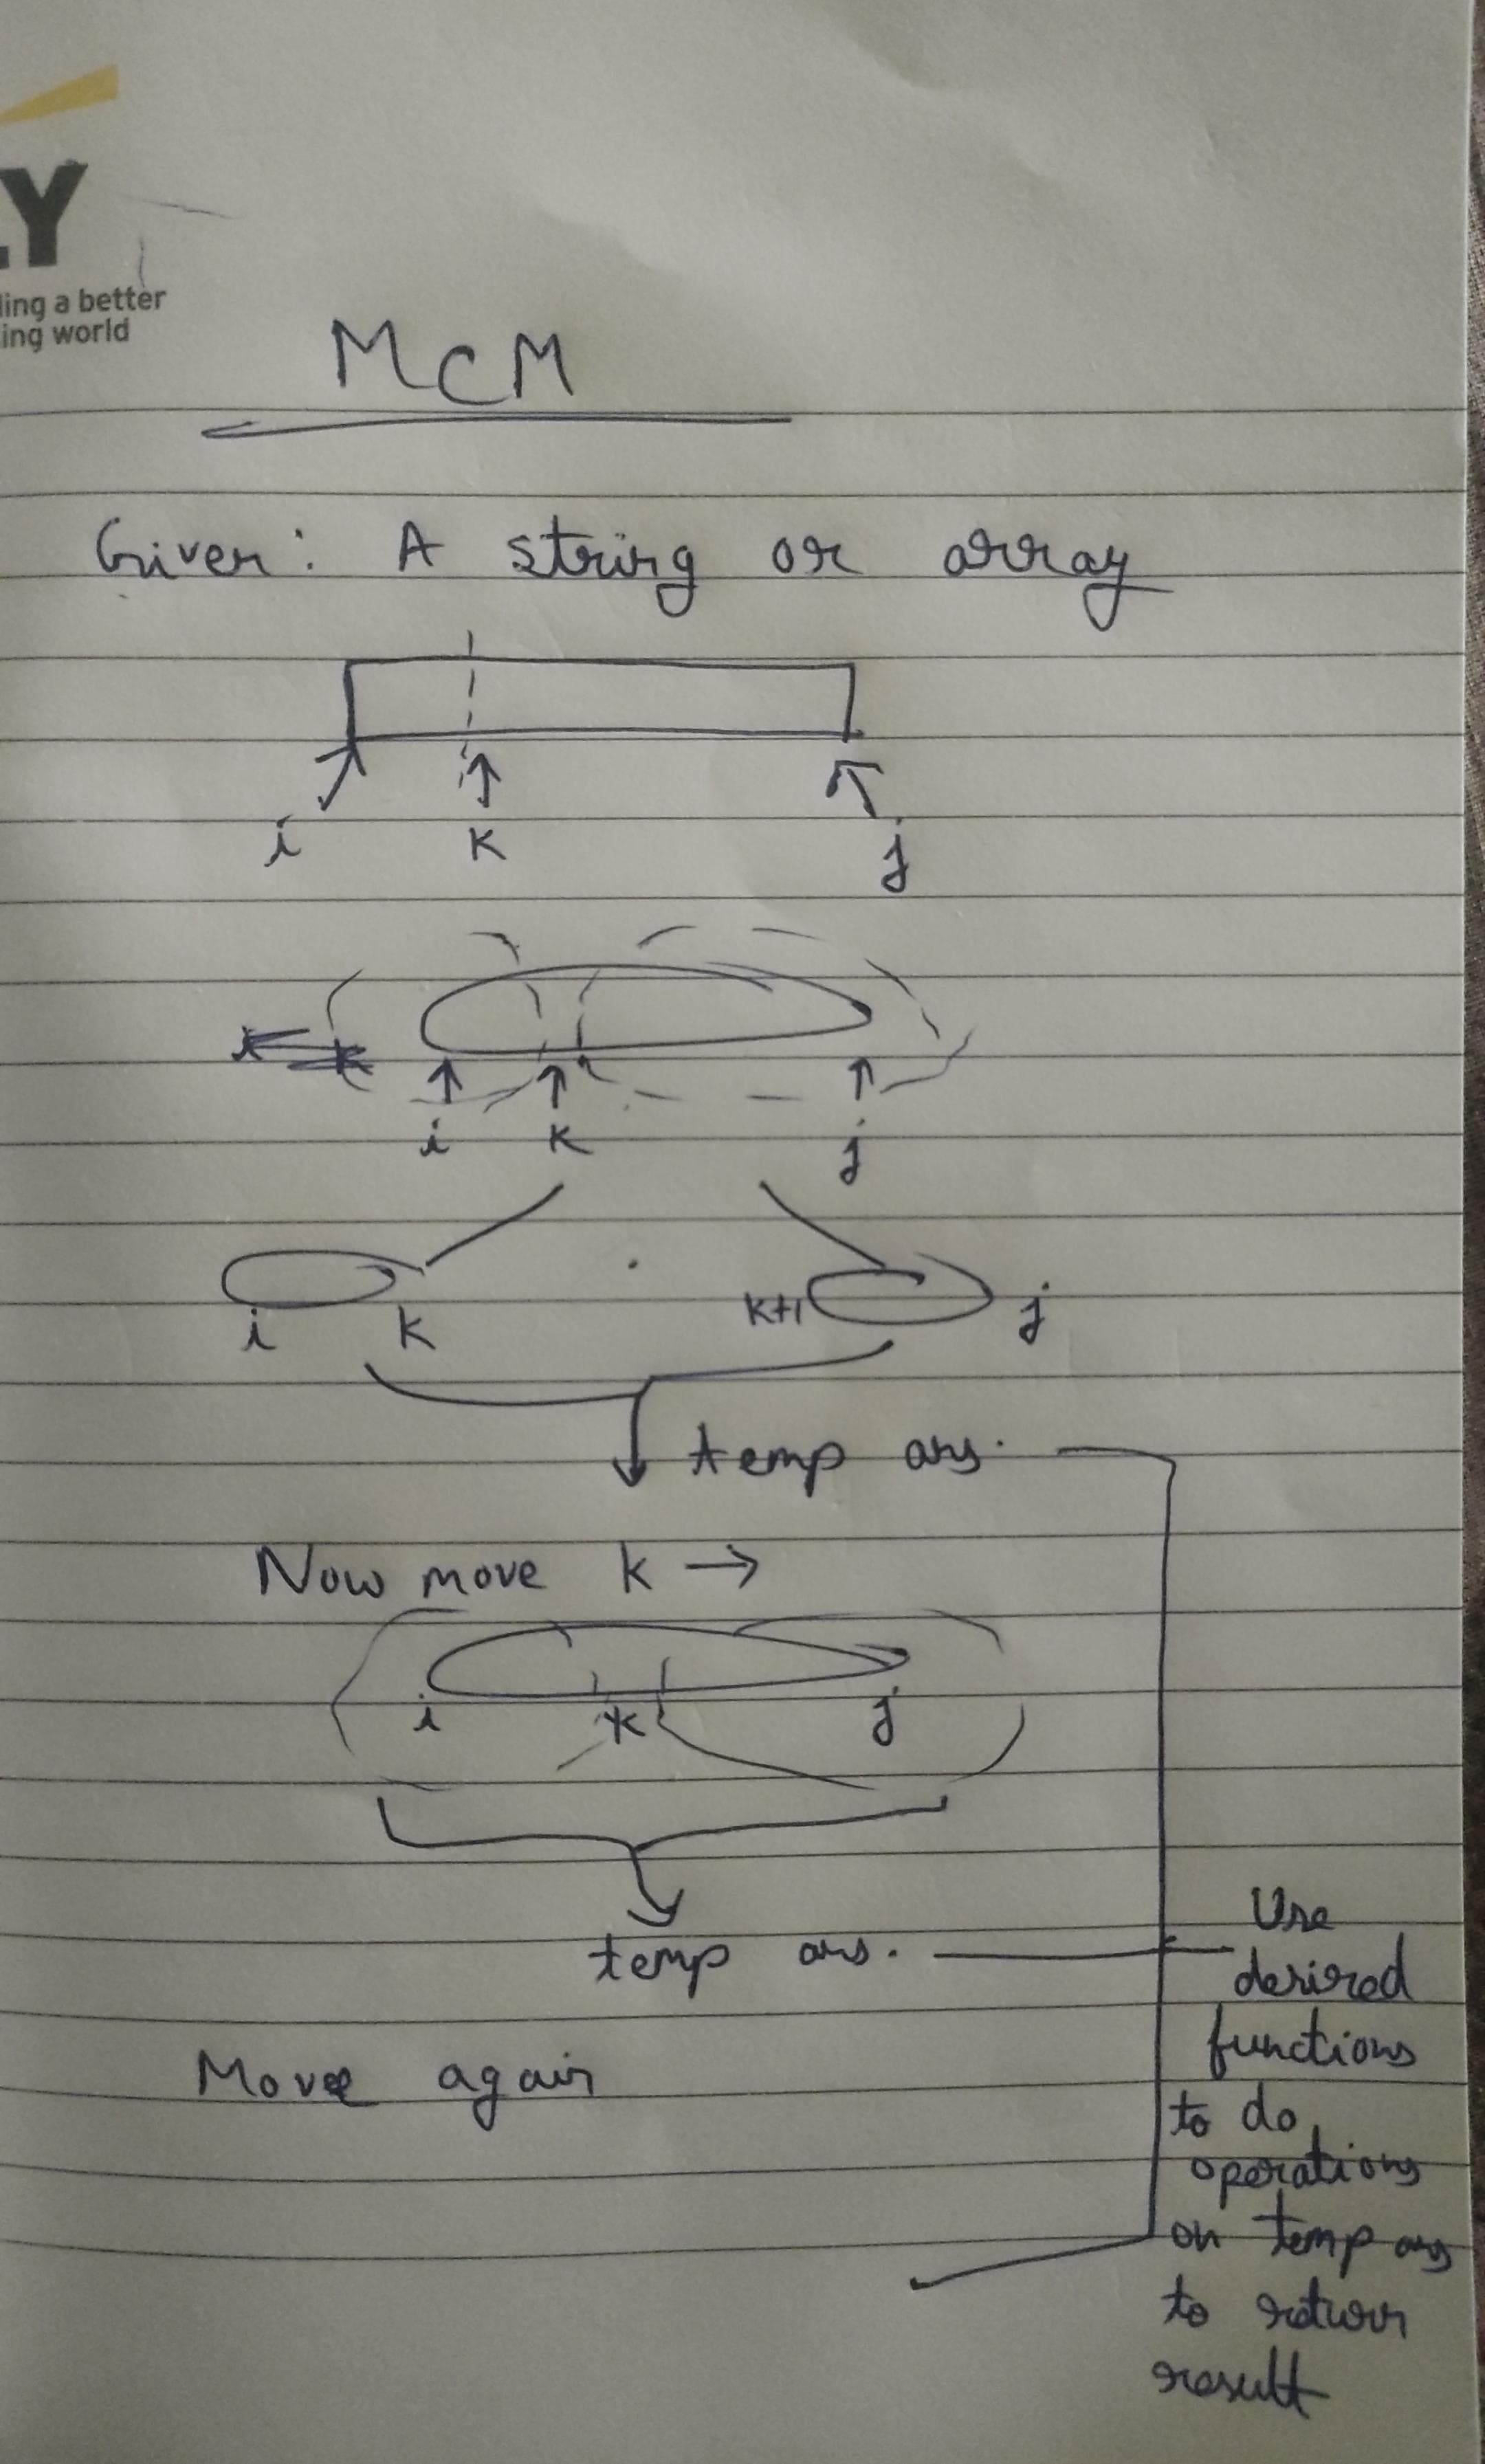 Y
ling a better
ing world
MCM
Given: A string or array
i k j
i k j
i k k+1 j
temp ans.
Now move k →
i k j
temp ans.
Move again
Use
desired
functions
to do
operations
on temp ans
to return
result